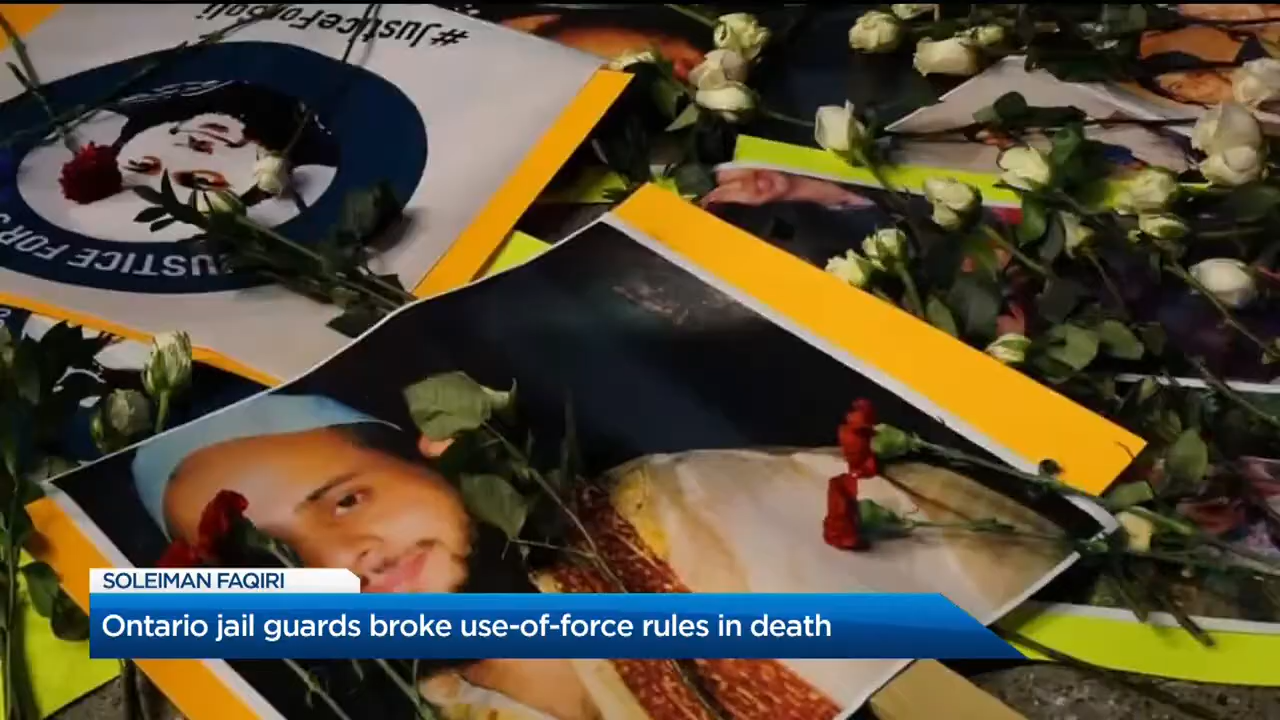 #JusticeForSoli
JUSTICE FOR
SOLEIMAN FAQIRI
Ontario jail guards broke use-of-force rules in death